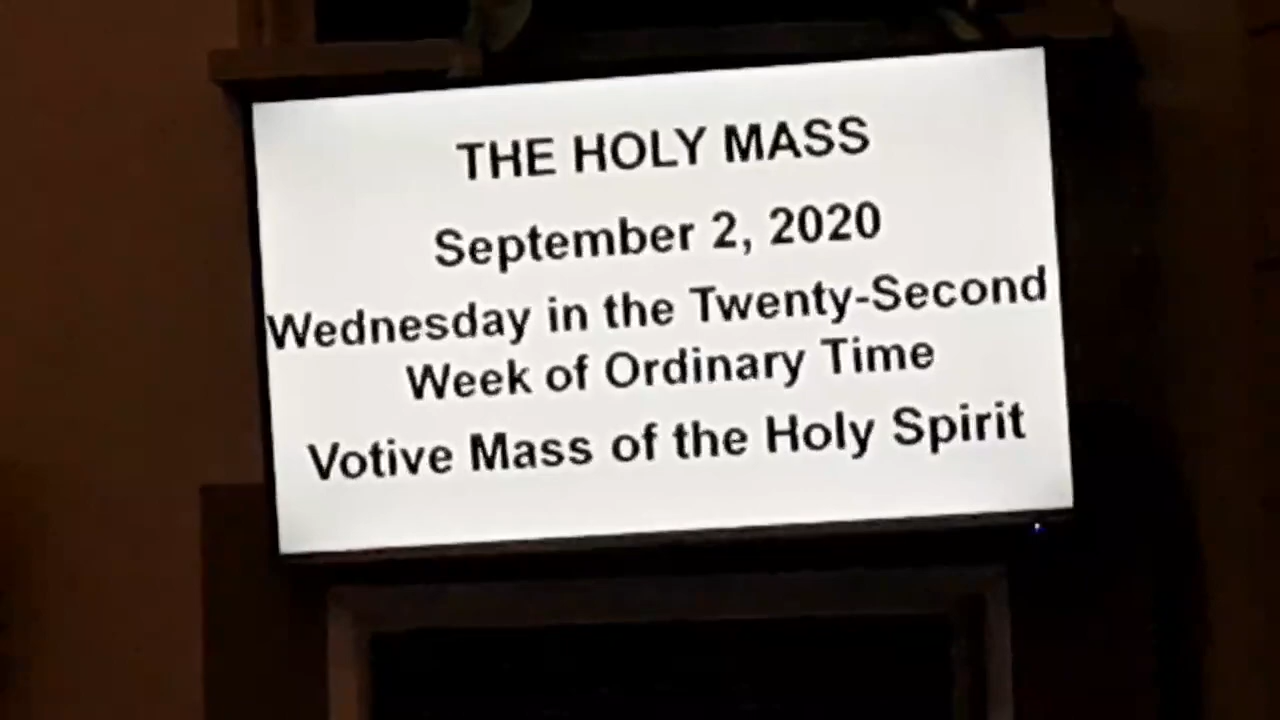 THE HOLY MASS
September 2, 2020
Wednesday in the Twenty-Second
Week of Ordinary Time
Votive Mass of the Holy Spirit